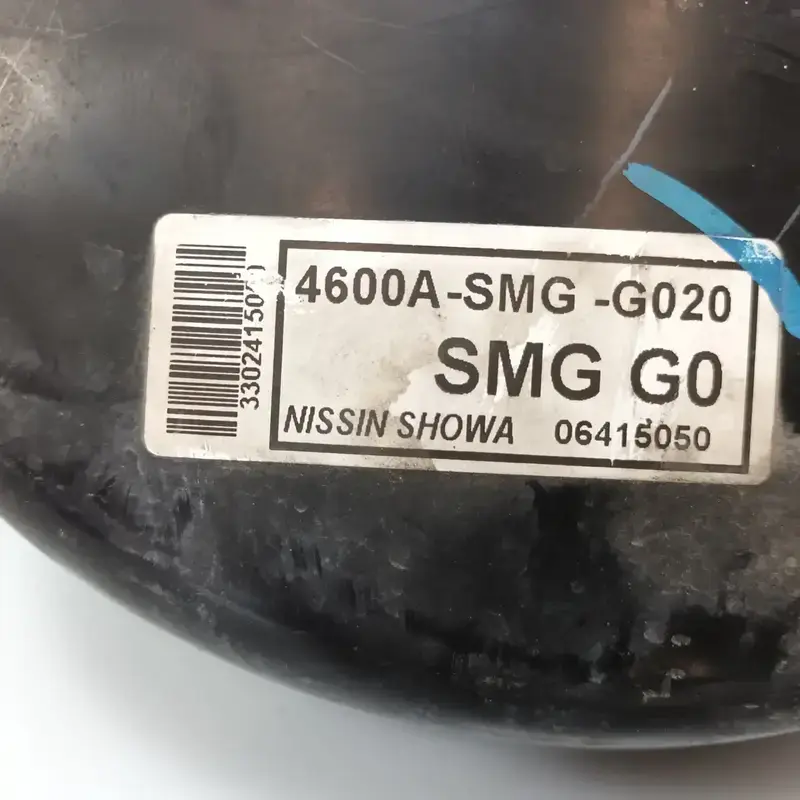 4600A-SMG -G020
SMG G0
NISSIN SHOWA 06415050